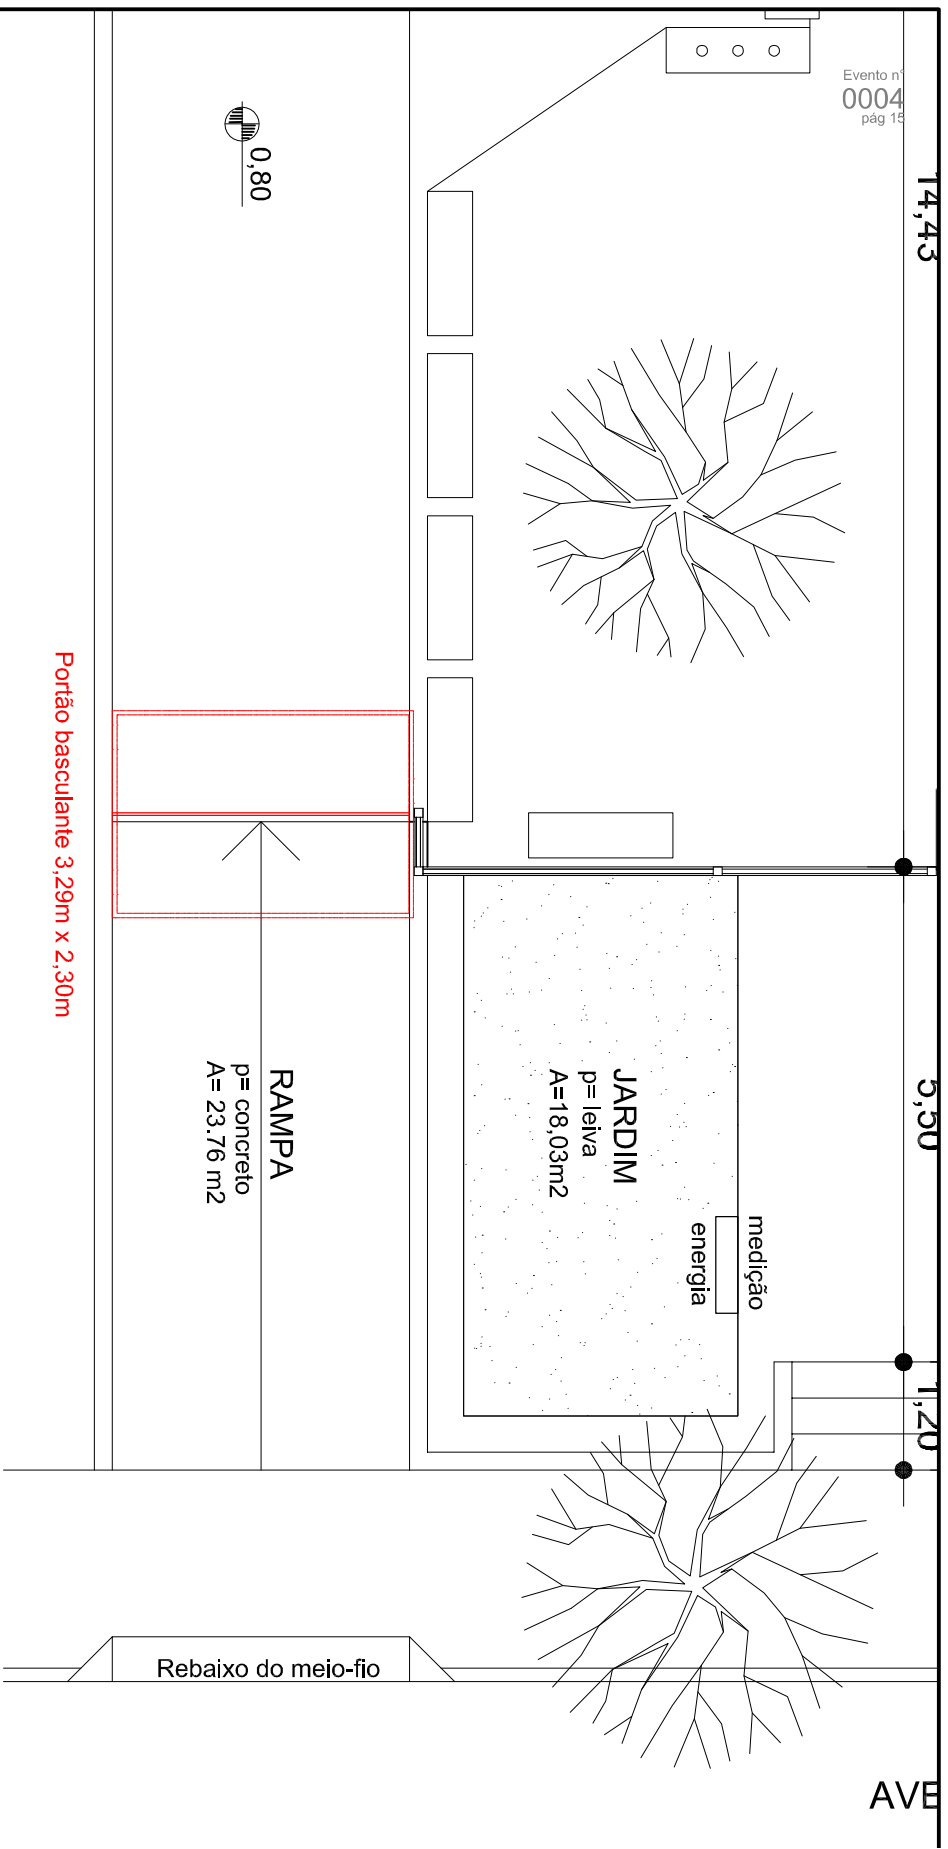 Evento nº
0004
pág 15
14,43
0,80
Portão basculante 3,29m x 2,30m
RAMPA
p= concreto
A= 23.76 m2
JARDIM
p= leiva
A=18,03m2
5,50
medição
energia
1,20
Rebaixo do meio-fio
AVE